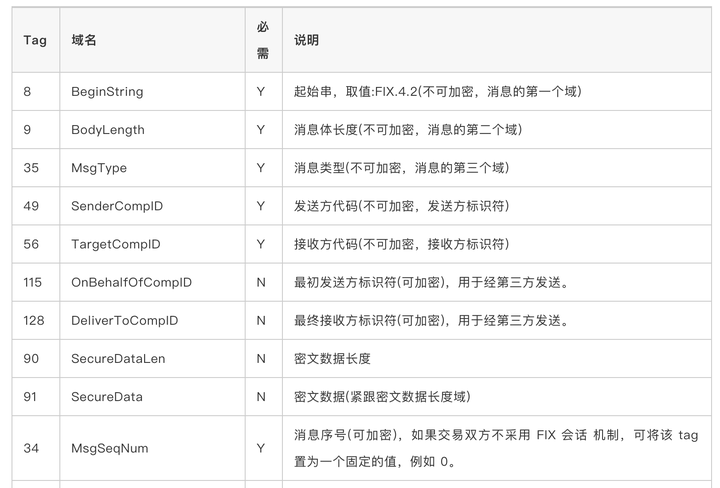 Tag 域名 必需 说明
8 BeginString Y 起始串，取值:FIX.4.2(不可加密，消息的第一个域)
9 BodyLength Y 消息体长度(不可加密，消息的第二个域)
35 MsgType Y 消息类型(不可加密，消息的第三个域)
49 SenderCompID Y 发送方代码(不可加密，发送方标识符)
56 TargetCompID Y 接收方代码(不可加密，接收方标识符)
115 OnBehalfOfCompID N 最初发送方标识符(可加密)，用于经第三方发送。
128 DeliverToCompID N 最终接收方标识符(可加密)，用于经第三方发送。
90 SecureDataLen N 密文数据长度
91 SecureData N 密文数据(紧跟密文数据长度域)
34 MsgSeqNum Y 消息序号(可加密)，如果交易双方不采用 FIX 会话 机制，可将该 tag
置为一个固定的值，例如 0。